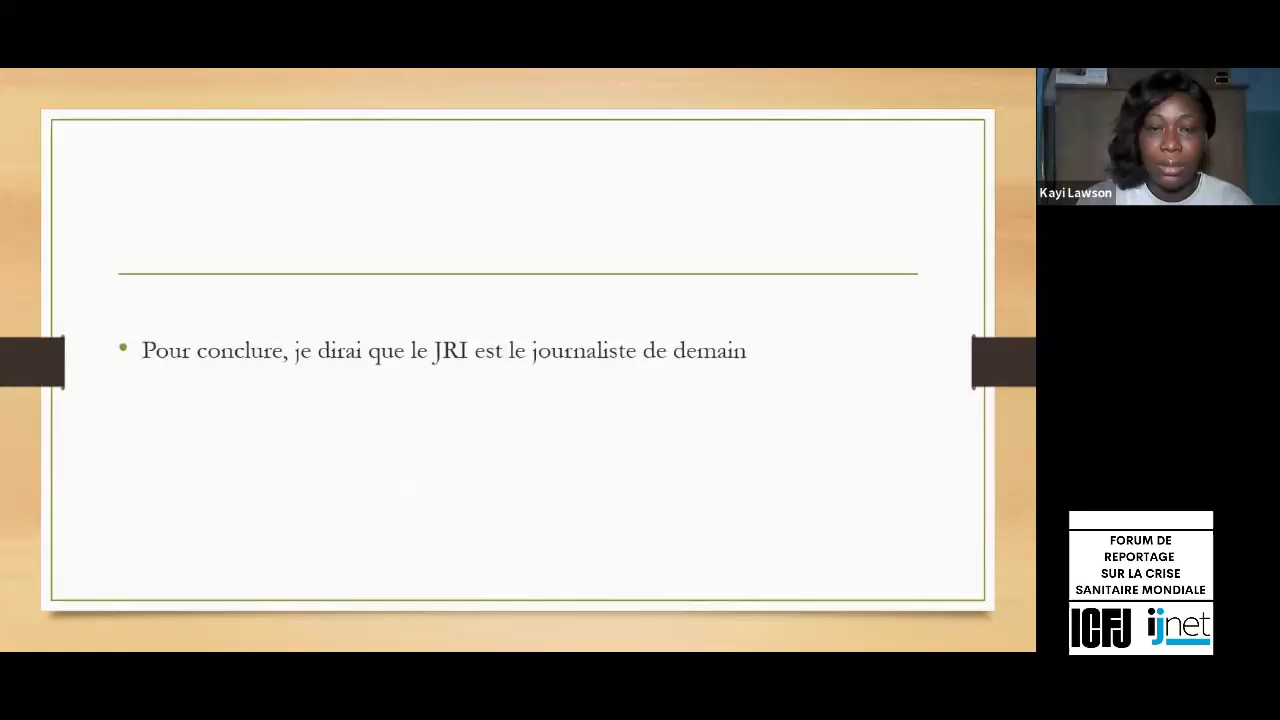 Pour conclure, je dirai que le JRI est le journaliste de demain
Kayi Lawson
FORUM DE
REPORTAGE
SUR LA CRISE
SANITAIRE MONDIALE
ICFJ ijnet